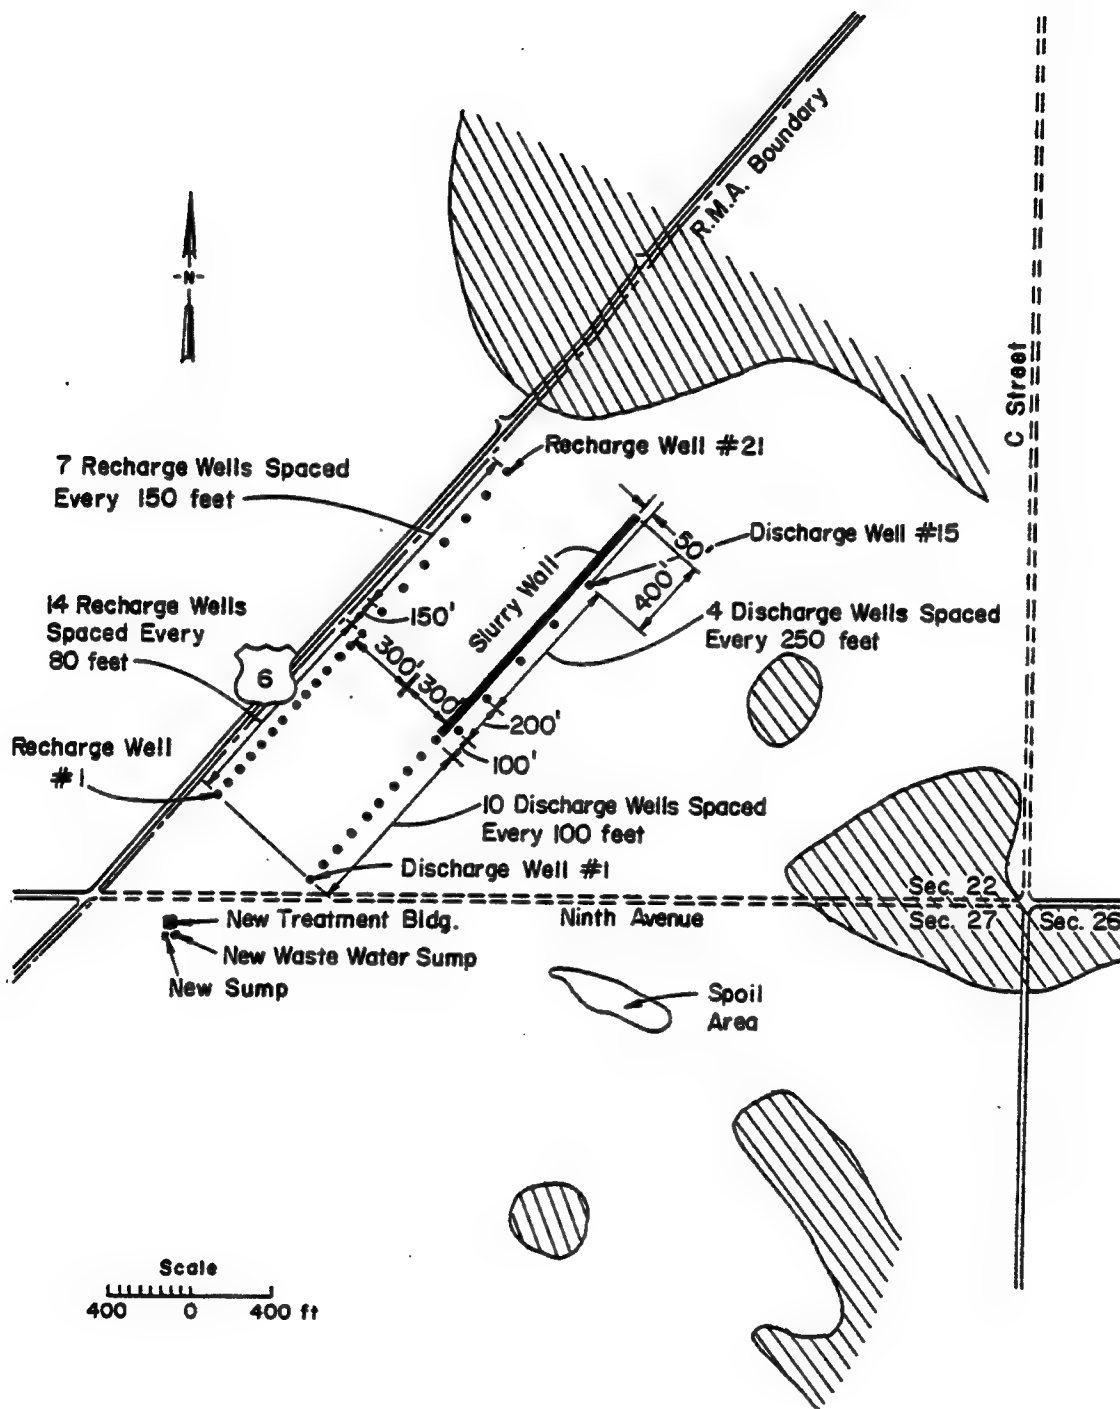 R.M.A. Boundary
-N-
C Street
Recharge Well #21
7 Recharge Wells Spaced
Every 150 feet
50'
Discharge Well #15
Slurry Wall
400'
14 Recharge Wells
Spaced Every
80 feet
150'
4 Discharge Wells Spaced
Every 250 feet
6
300'
300'
200'
Recharge Well
#1
100'
10 Discharge Wells Spaced
Every 100 feet
Discharge Well #1
Sec. 22
New Treatment Bldg.
Ninth Avenue
Sec. 27
Sec. 26
New Waste Water Sump
New Sump
Spoil
Area
Scale
400 0 400 ft